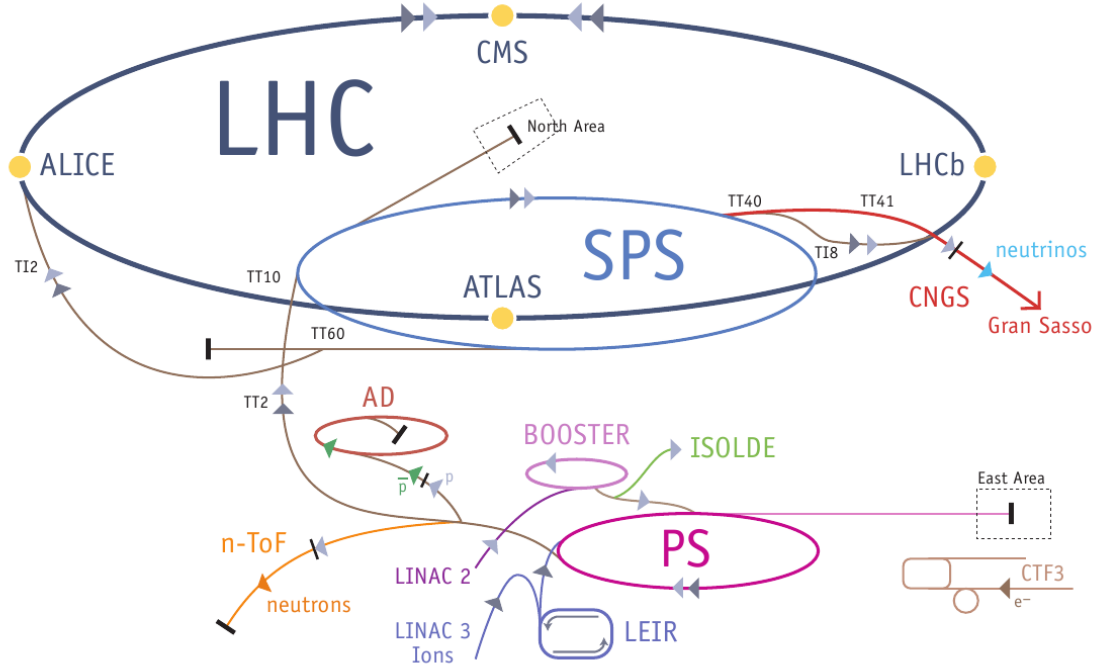 CMS
LHC
North Area
ALICE
LHCb
TT40
TT41
SPS
TI8
neutrinos
TI2
TT10
ATLAS
CNGS
Gran Sasso
TT60
TT2
AD
BOOSTER
ISOLDE
p
p̅
East Area
n-ToF
PS
LINAC 2
CTF3
neutrons
e−
LINAC 3
Ions
LEIR